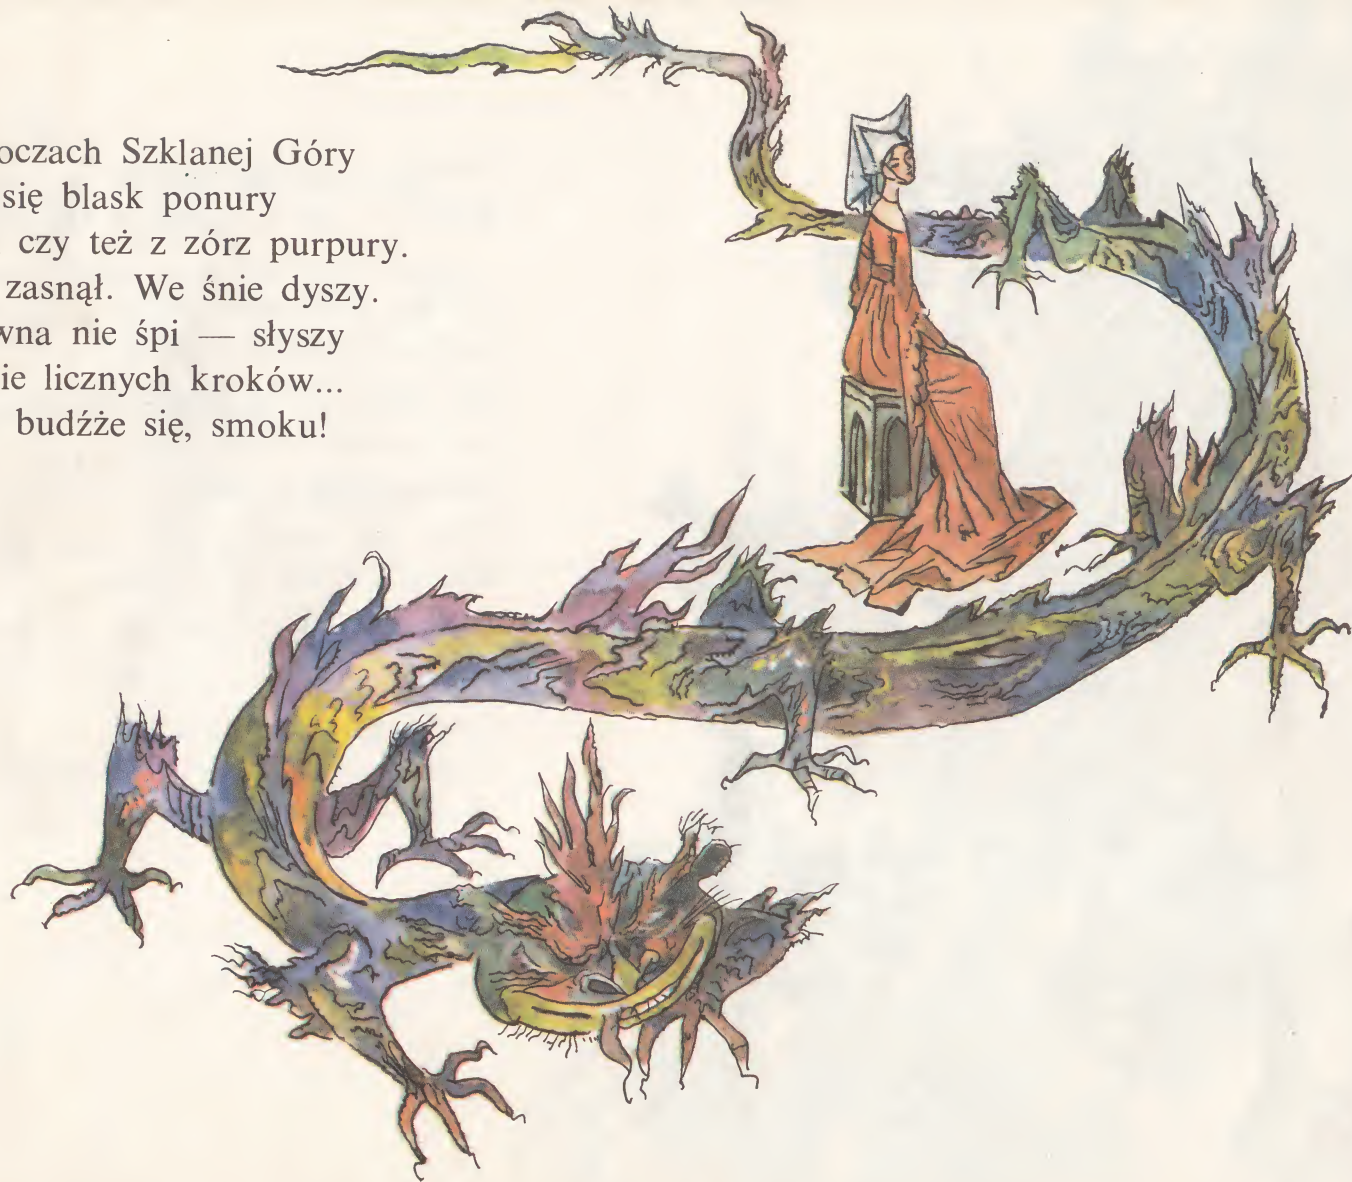 oczach Szklanej Góry
się blask ponury
czy też z zórz purpury.
zasnął. We śnie dyszy.
wna nie śpi — słyszy
ie licznych kroków...
budźże się, smoku!